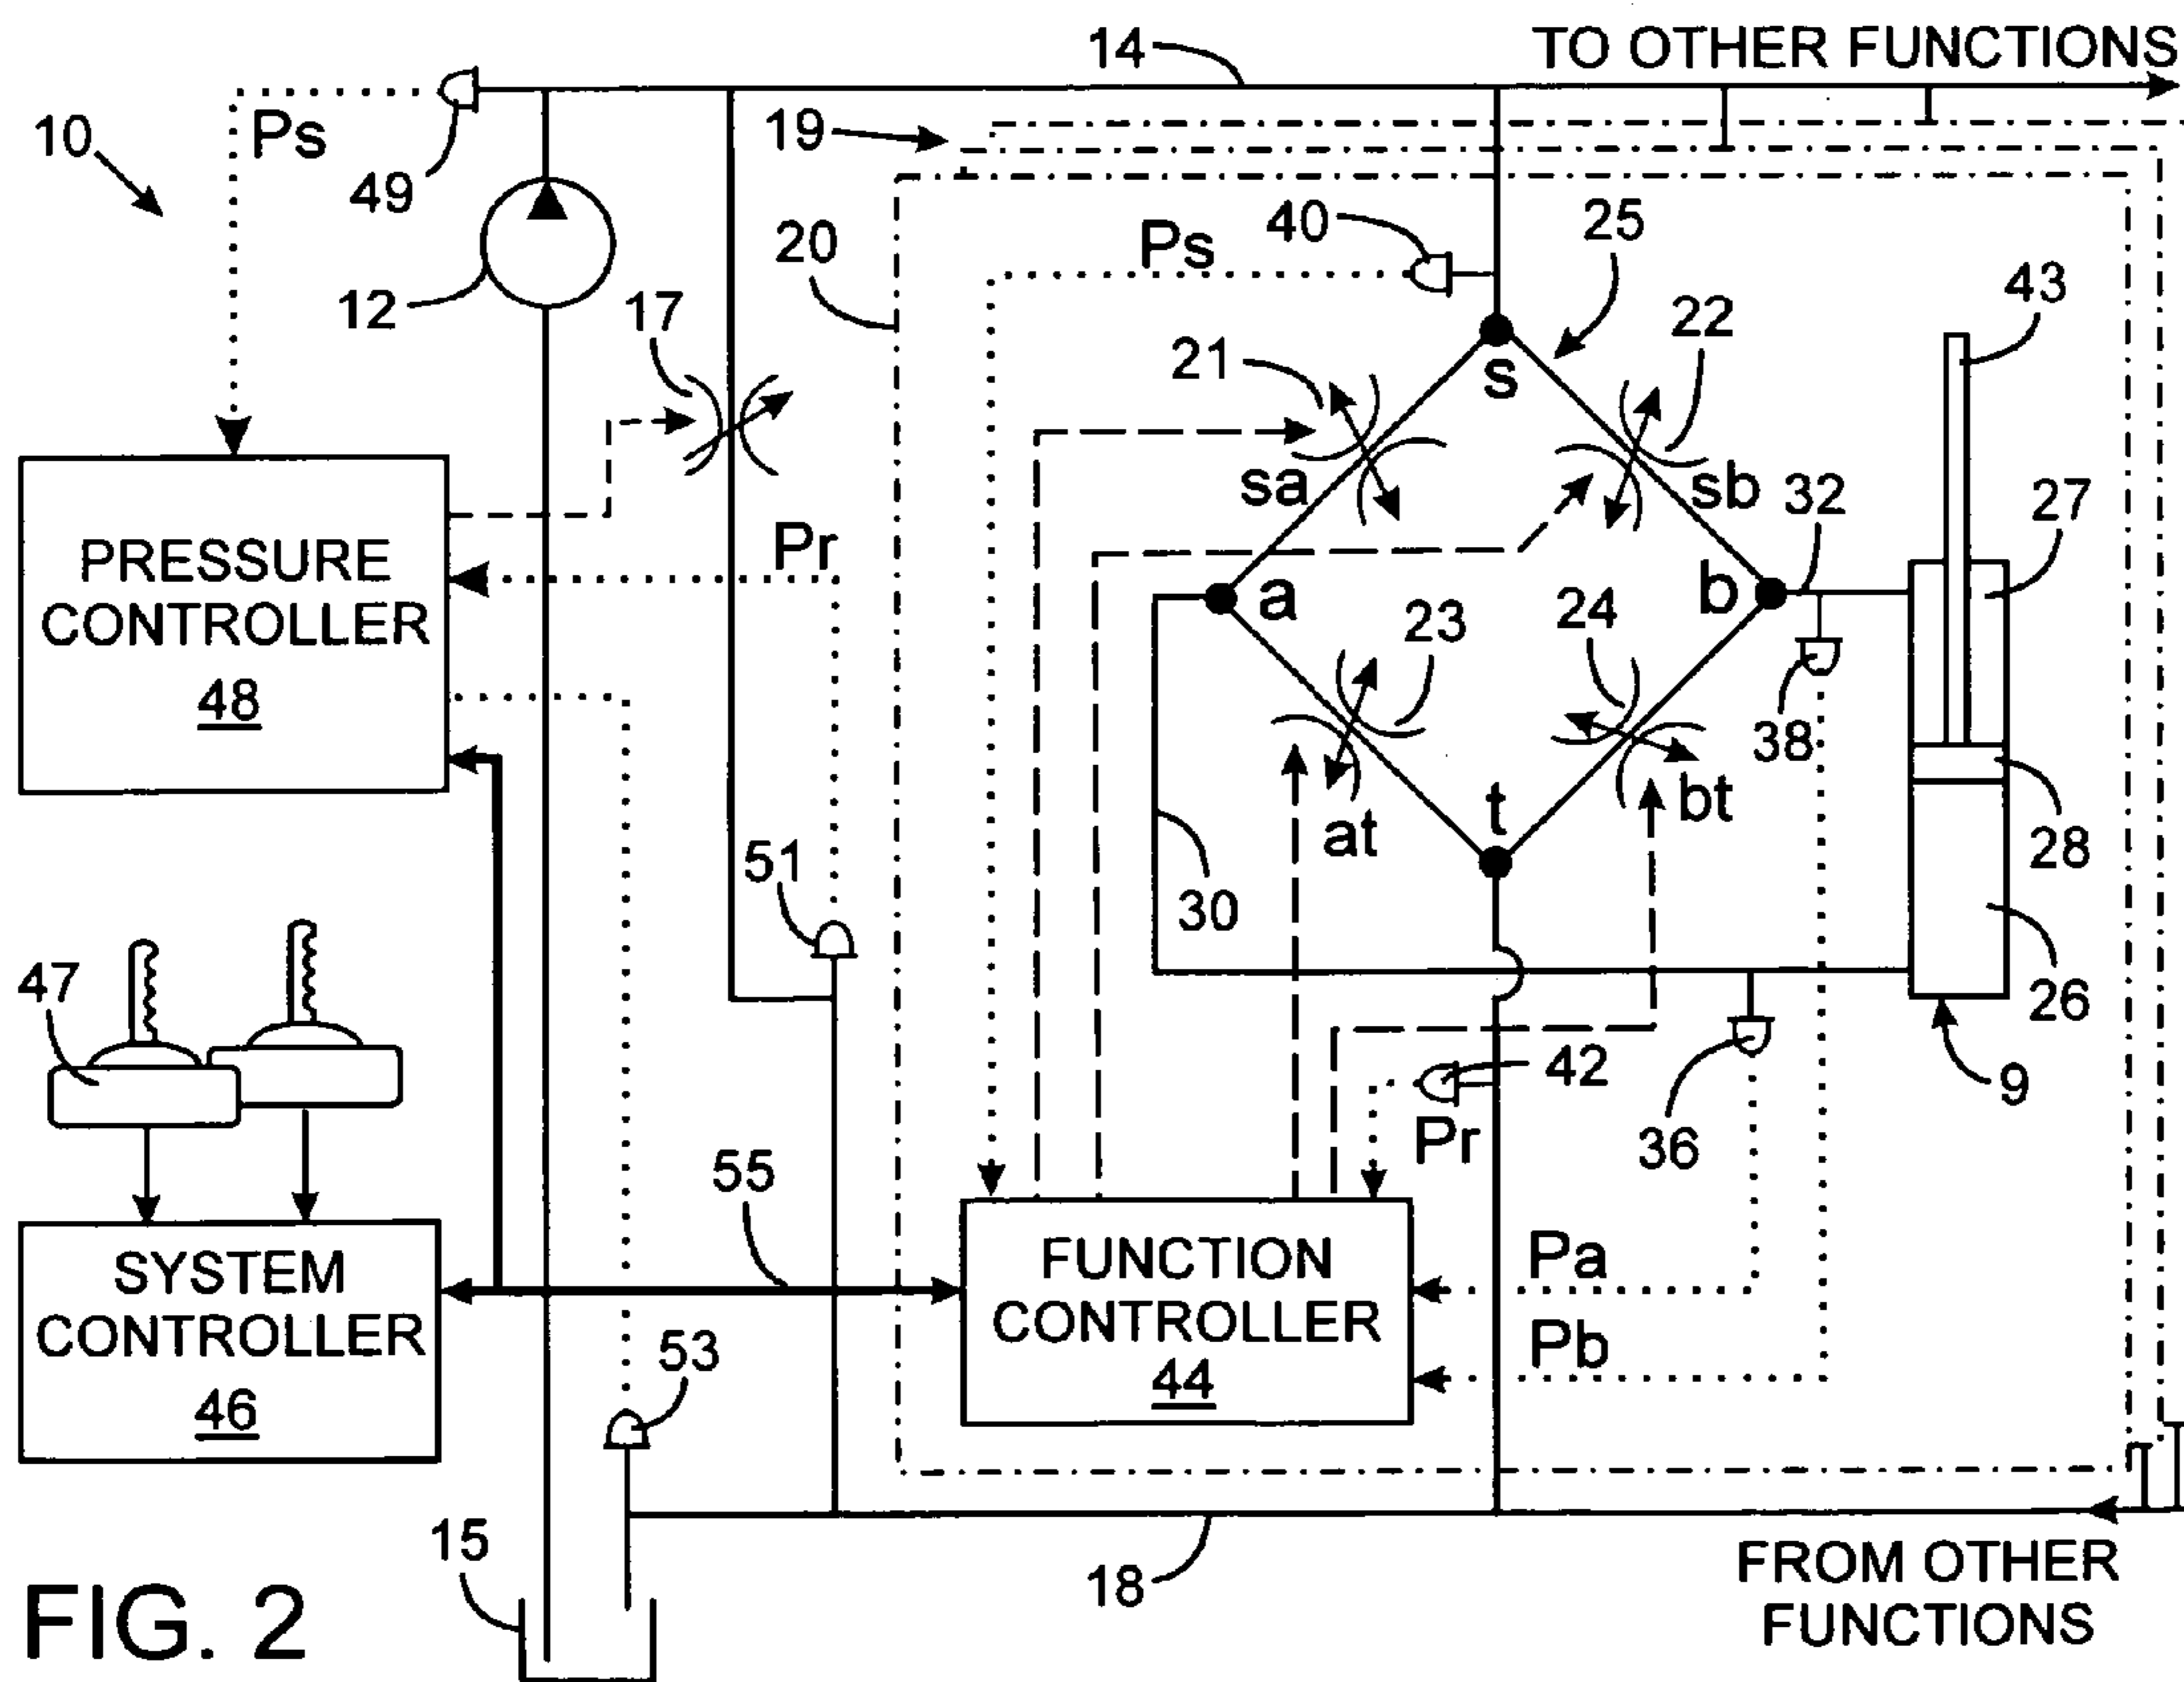 14
TO OTHER FUNCTIONS
10
Ps
49
19
12
17
20
Ps
40
25
43
21
22
s
sa
sb
32
27
PRESSURE
CONTROLLER
48
Pr
a
b
23
24
38
t
at
bt
28
51
30
26
47
42
9
Pr
36
55
SYSTEM
CONTROLLER
46
FUNCTION
CONTROLLER
44
Pa
Pb
53
15
18
FROM OTHER
FUNCTIONS
FIG. 2